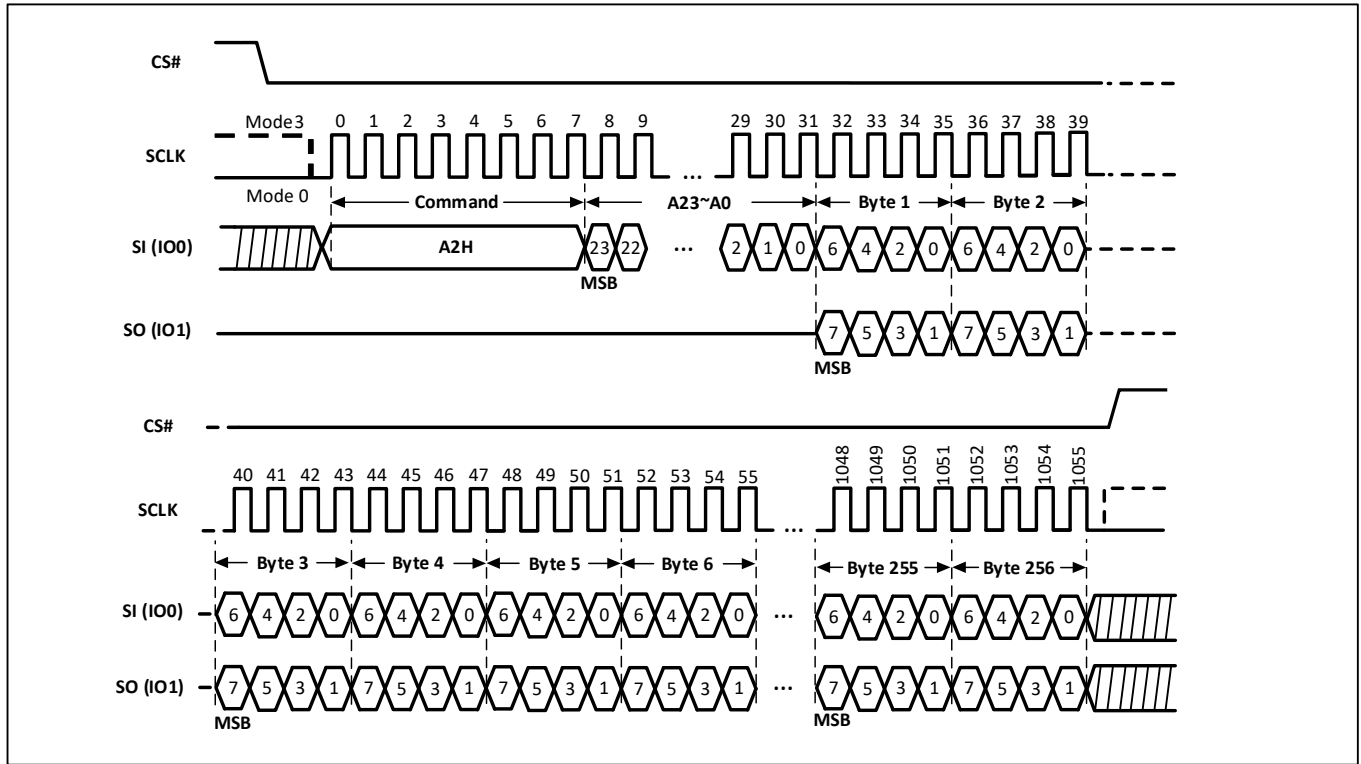 CS#
Mode3 0 1 2 3 4 5 6 7 8 9 29 30 31 32 33 34 35 36 37 38 39
SCLK ...
Mode 0 Command A23~A0 Byte 1 Byte 2
SI (IO0) A2H 23 22 ... 2 1 0 6 4 2 0 6 4 2 0
MSB
SO (IO1) 7 5 3 1 7 5 3 1
MSB
CS#
40 41 42 43 44 45 46 47 48 49 50 51 52 53 54 55 1048 1049 1050 1051 1052 1053 1054 1055
SCLK ...
Byte 3 Byte 4 Byte 5 Byte 6 Byte 255 Byte 256
SI (IO0) 6 4 2 0 6 4 2 0 6 4 2 0 6 4 2 0 ... 6 4 2 0 6 4 2 0
SO (IO1) 7 5 3 1 7 5 3 1 7 5 3 1 7 5 3 1 ... 7 5 3 1 7 5 3 1
MSB MSB